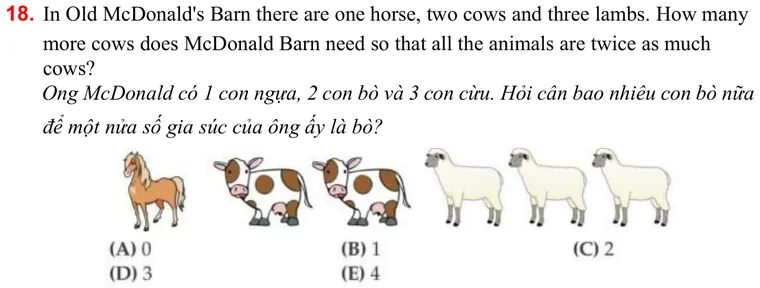 18. In Old McDonald's Barn there are one horse, two cows and three lambs. How many
more cows does McDonald Barn need so that all the animals are twice as much
cows?
Ong McDonald có 1 con ngựa, 2 con bò và 3 con cừu. Hỏi cân bao nhiêu con bò nữa
để một nửa số gia súc của ông ấy là bò?
(A) 0 (B) 1 (C) 2
(D) 3 (E) 4